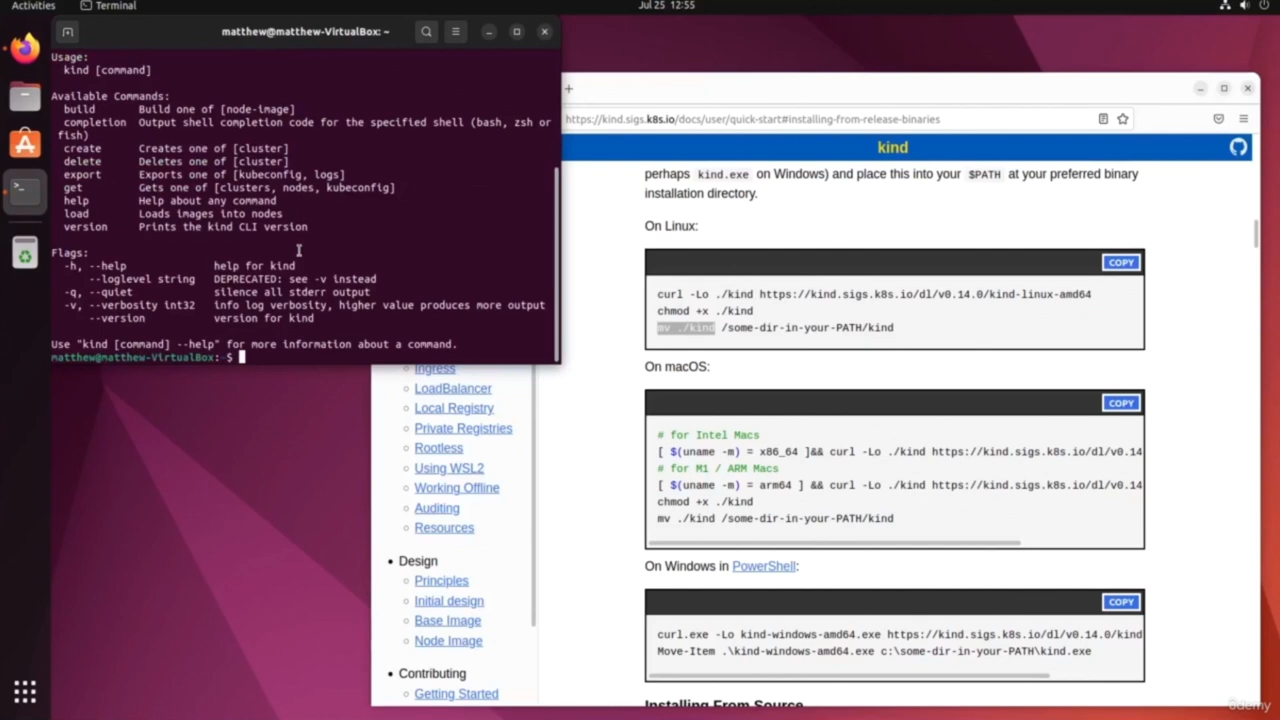 Activities
Terminal
Jul 25 12:55
matthew@matthew-VirtualBox: ~
Usage:
kind [command]
Available Commands:
build Build one of [node-image]
completion Output shell completion code for the specified shell (bash, zsh or
fish)
create Creates one of [cluster]
delete Deletes one of [cluster]
export Exports one of [kubeconfig, logs]
get Gets one of [clusters, nodes, kubeconfig]
help Help about any command
load Loads images into nodes
version Prints the kind CLI version
Flags:
-h, --help help for kind
--loglevel string DEPRECATED: see -v instead
-q, --quiet silence all stderr output
-v, --verbosity int32 info log verbosity, higher value produces more output
--version version for kind
Use "kind [command] --help" for more information about a command.
matthew@matthew-VirtualBox:~$
https://kind.sigs.k8s.io/docs/user/quick-start#installing-from-release-binaries
kind
Ingress
LoadBalancer
Local Registry
Private Registries
Rootless
Using WSL2
Working Offline
Auditing
Resources
Design
Principles
Initial design
Base Image
Node Image
Contributing
Getting Started
perhaps kind.exe on Windows) and place this into your $PATH at your preferred binary
installation directory.
On Linux:
COPY
curl -Lo ./kind https://kind.sigs.k8s.io/dl/v0.14.0/kind-linux-amd64
chmod +x ./kind
mv ./kind /some-dir-in-your-PATH/kind
On macOS:
COPY
# for Intel Macs
[ $(uname -m) = x86_64 ]&& curl -Lo ./kind https://kind.sigs.k8s.io/dl/v0.14
# for M1 / ARM Macs
[ $(uname -m) = arm64 ] && curl -Lo ./kind https://kind.sigs.k8s.io/dl/v0.14
chmod +x ./kind
mv ./kind /some-dir-in-your-PATH/kind
On Windows in PowerShell:
COPY
curl.exe -Lo kind-windows-amd64.exe https://kind.sigs.k8s.io/dl/v0.14.0/kind
Move-Item .\kind-windows-amd64.exe c:\some-dir-in-your-PATH\kind.exe
Installing From Source
ûdemy